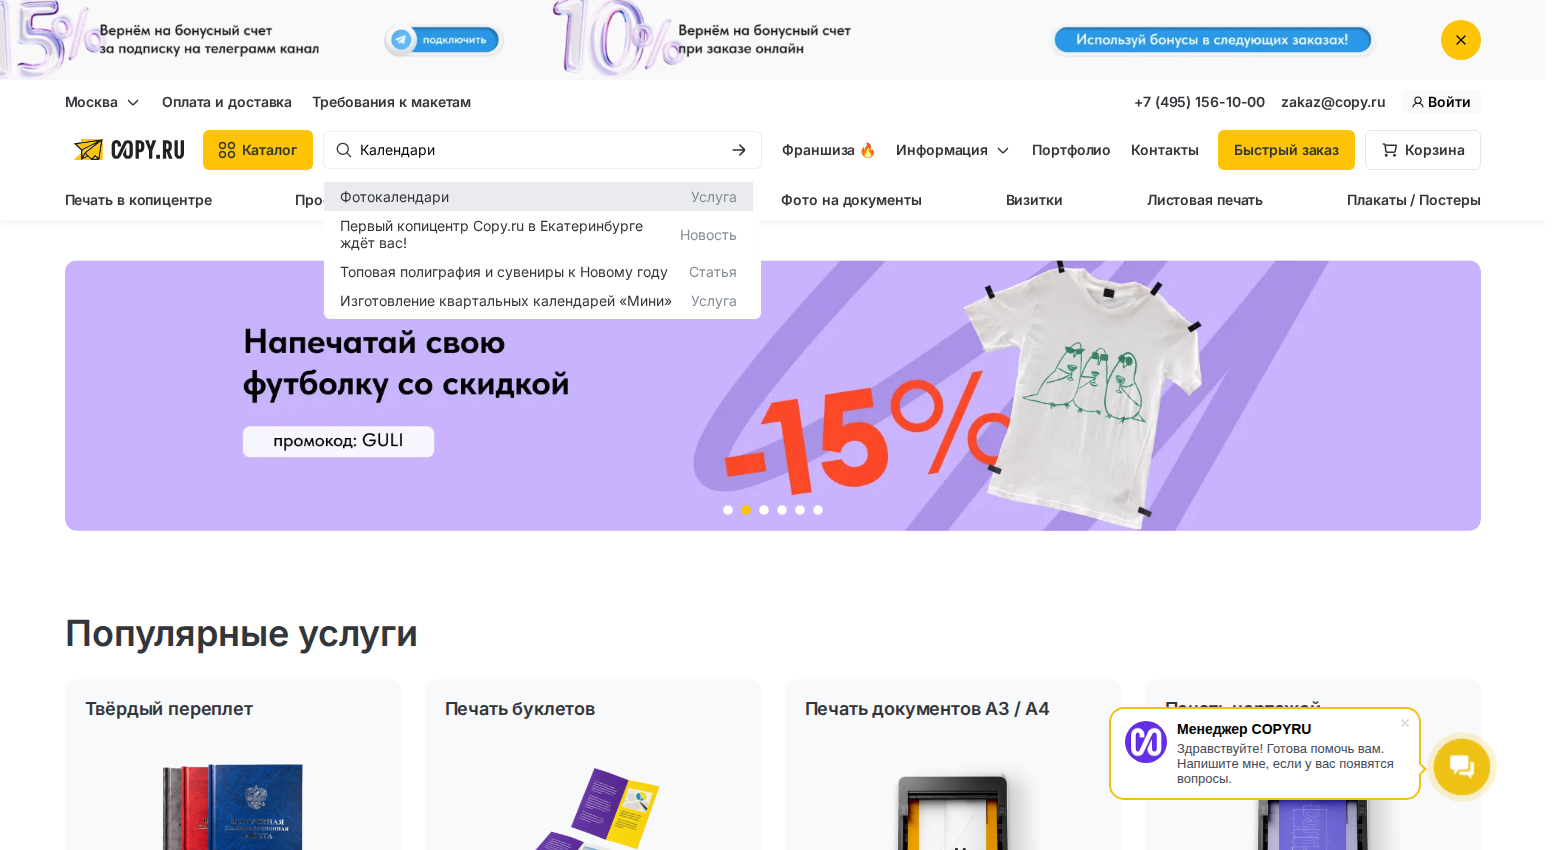 15%
Вернём на бонусный счет
за подписку на телеграмм канал
подключить
10%
Вернём на бонусный счет
при заказе онлайн
Используй бонусы в следующих заказах!
Москва
Оплата и доставка
Требования к макетам
+7 (495) 156-10-00
zakaz@copy.ru
Войти
COPY.RU
Каталог
Календари
Франшиза 🔥
Информация
Портфолио
Контакты
Быстрый заказ
Корзина
Печать в копицентре
Фото на документы
Визитки
Листовая печать
Плакаты / Постеры
Фотокалендари
Услуга
Первый копицентр Copy.ru в Екатеринбурге
ждёт вас!
Новость
Топовая полиграфия и сувениры к Новому году
Статья
Изготовление квартальных календарей «Мини»
Услуга
Напечатай свою
футболку со скидкой
промокод: GULI
-15%
Популярные услуги
Твёрдый переплет
Печать буклетов
Печать документов А3 / А4
Печать чертежей
Менеджер COPYRU
Здравствуйте! Готова помочь вам.
Напишите мне, если у вас появятся
вопросы.